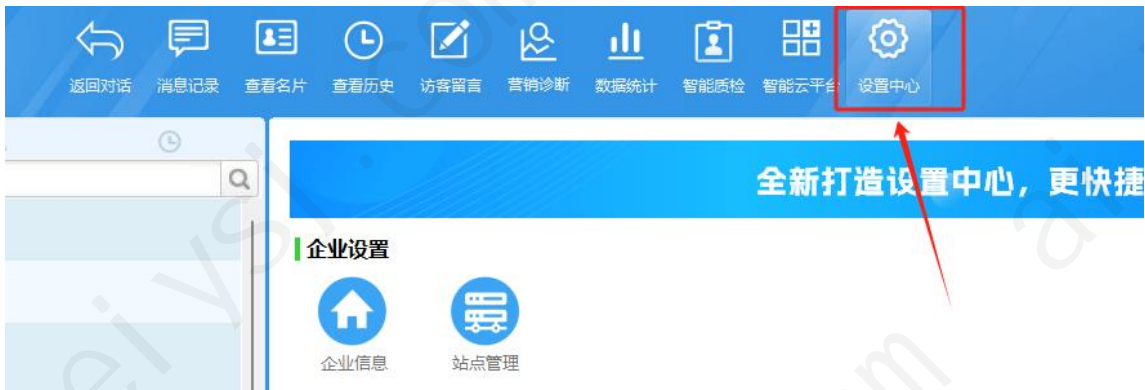 返回对话 消息记录 查看名片 查看历史 访客留言 营销诊断 数据统计 智能质检 智能云平台 设置中心
全新打造设置中心，更快捷
企业设置
企业信息 站点管理